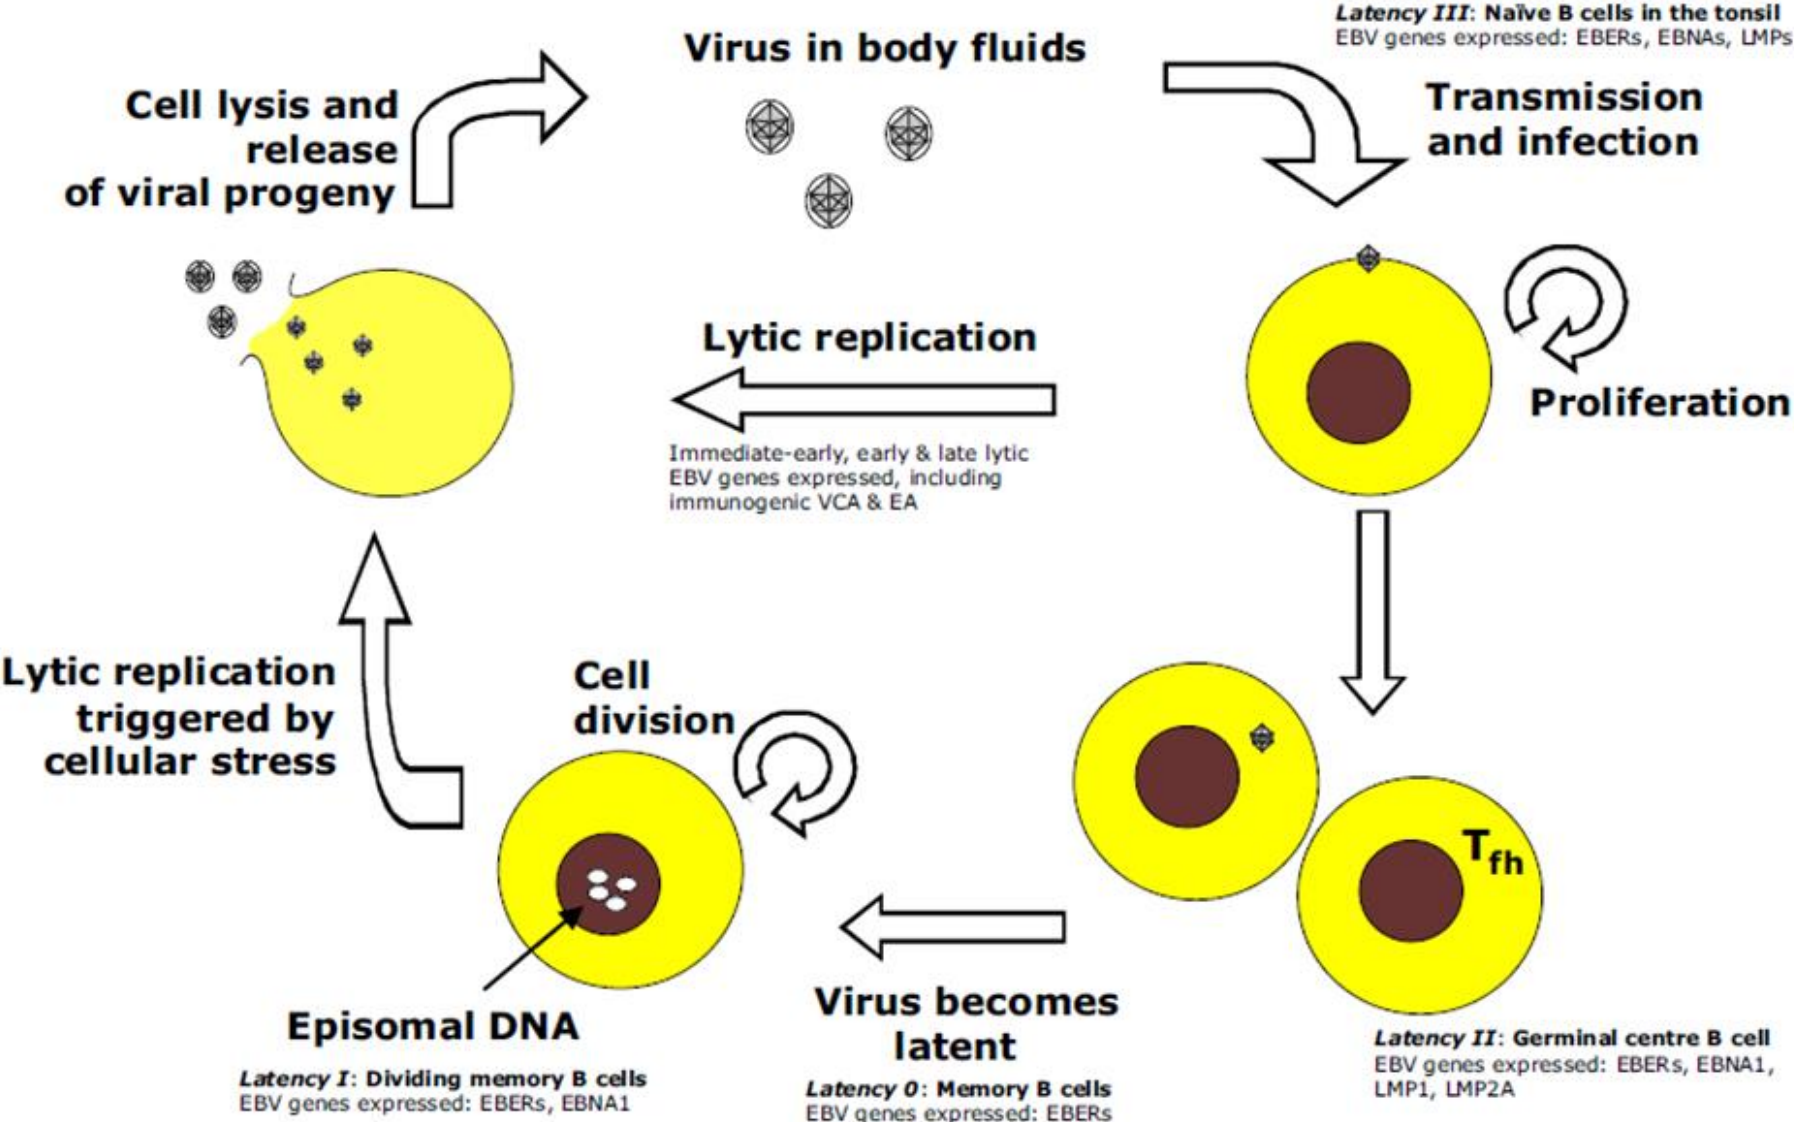 Latency III: Naïve B cells in the tonsil
EBV genes expressed: EBERs, EBNAs, LMPs
Virus in body fluids
Cell lysis and
release
of viral progeny
Transmission
and infection
Lytic replication
Immediate-early, early & late lytic
EBV genes expressed, including
immunogenic VCA & EA
Proliferation
Lytic replication
triggered by
cellular stress
Cell
division
Tfh
Episomal DNA
Latency I: Dividing memory B cells
EBV genes expressed: EBERs, EBNA1
Virus becomes
latent
Latency 0: Memory B cells
EBV genes expressed: EBERs
Latency II: Germinal centre B cell
EBV genes expressed: EBERs, EBNA1,
LMP1, LMP2A